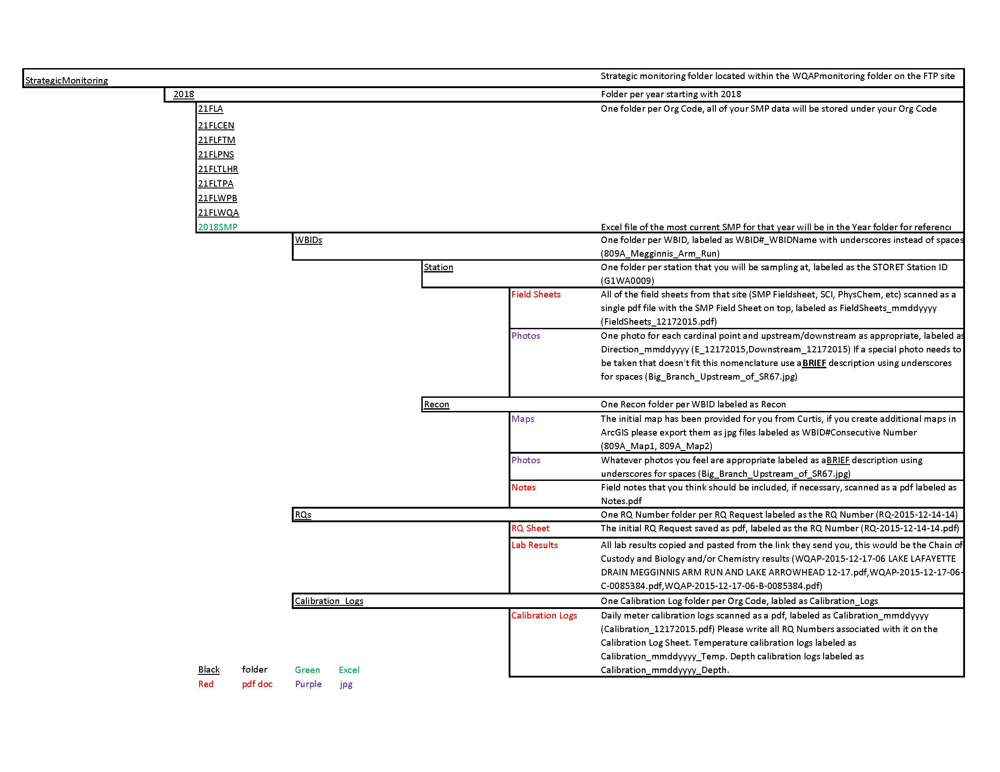 StrategicMonitoring Strategic monitoring folder located within the WQAPmonitoring folder on the FTP site
2018 Folder per year starting with 2018
21FLA One folder per Org Code, all of your SMP data will be stored under your Org Code
21FLCEN
21FLFTM
21FLPNS
21FLTLHR
21FLTPA
21FLWPB
21FLWQA
2018SMP Excel file of the most current SMP for that year will be in the Year folder for reference
WBIDs One folder per WBID, labeled as WBID#_WBIDName with underscores instead of spaces
(809A_Megginnis_Arm_Run)
Station One folder per station that you will be sampling at, labeled as the STORET Station ID
(G1WA0009)
Field Sheets All of the field sheets from that site (SMP Fieldsheet, SCI, PhysChem, etc) scanned as a
single pdf file with the SMP Field Sheet on top, labeled as FieldSheets_mmddyyyy
(FieldSheets_12172015.pdf)
Photos One photo for each cardinal point and upstream/downstream as appropriate, labeled as
Direction_mmddyyyy (E_12172015,Downstream_12172015) If a special photo needs to
be taken that doesn't fit this nomenclature use a BRIEF description using underscores
for spaces (Big_Branch_Upstream_of_SR67.jpg)
Recon One Recon folder per WBID labeled as Recon
Maps The initial map has been provided for you from Curtis, if you create additional maps in
ArcGIS please export them as jpg files labeled as WBID#Consecutive Number
(809A_Map1, 809A_Map2)
Photos Whatever photos you feel are appropriate labeled as a BRIEF description using
underscores for spaces (Big_Branch_Upstream_of_SR67.jpg)
Notes Field notes that you think should be included, if necessary, scanned as a pdf labeled as
Notes.pdf
RQs One RQ Number folder per RQ Request labeled as the RQ Number (RQ-2015-12-14-14)
RQ Sheet The initial RQ Request saved as pdf, labeled as the RQ Number (RQ-2015-12-14-14.pdf)
Lab Results All lab results copied and pasted from the link they send you, this would be the Chain of
Custody and Biology and/or Chemistry results (WQAP-2015-12-17-06 LAKE LAFAYETTE
DRAIN MEGGINNIS ARM RUN AND LAKE ARROWHEAD 12-17.pdf,WQAP-2015-12-17-06-
C-0085384.pdf,WQAP-2015-12-17-06-B-0085384.pdf)
Calibration_Logs One Calibration Log folder per Org Code, labled as Calibration_Logs
Calibration Logs Daily meter calibration logs scanned as a pdf, labeled as Calibration_mmddyyyy
(Calibration_12172015.pdf) Please write all RQ Numbers associated with it on the
Calibration Log Sheet. Temperature calibration logs labeled as
Calibration_mmddyyyy_Temp. Depth calibration logs labeled as
Calibration_mmddyyyy_Depth.
Black folder Green Excel
Red pdf doc Purple jpg